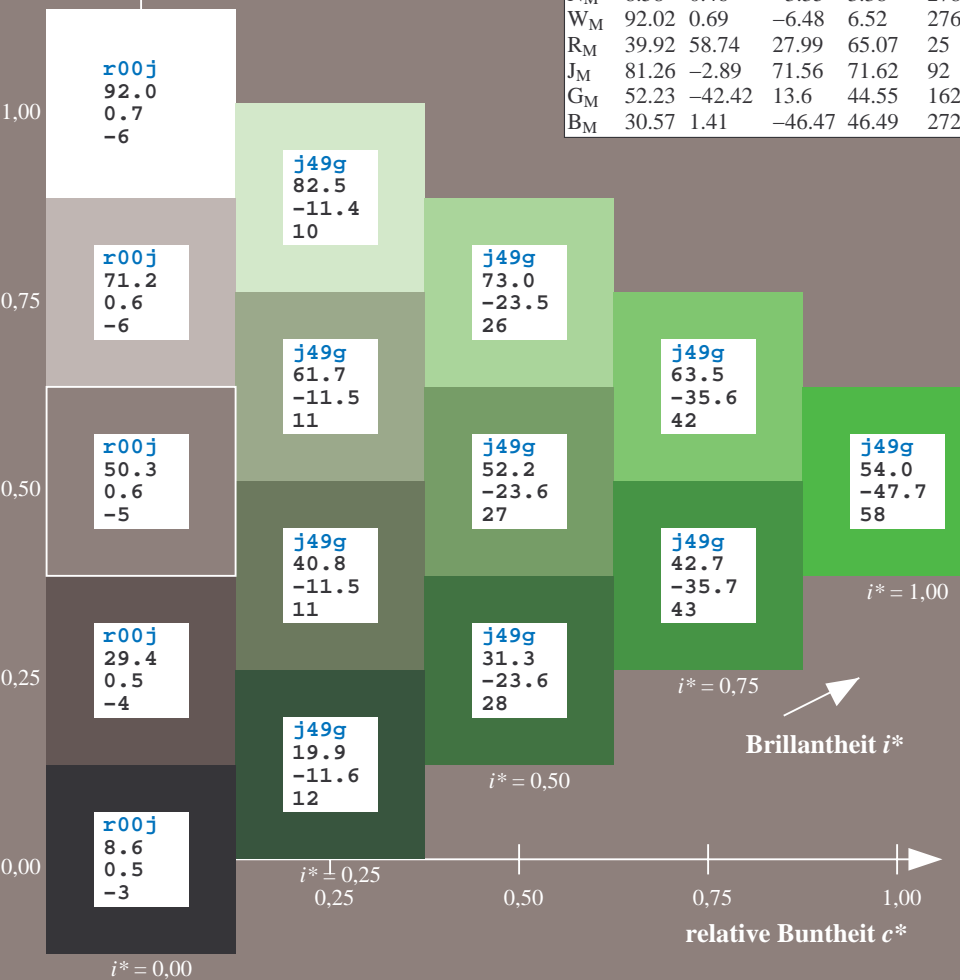 W_M 92.02 0.69 −6.48 6.52 276
R_M 39.92 58.74 27.99 65.07 25
J_M 81.26 −2.89 71.56 71.62 92
G_M 52.23 −42.42 13.6 44.55 162
B_M 30.57 1.41 −46.47 46.49 272
1,00
r00j
92.0
0.7
−6
j49g
82.5
−11.4
10
0,75
r00j
71.2
0.6
−6
j49g
73.0
−23.5
26
j49g
61.7
−11.5
11
j49g
63.5
−35.6
42
0,50
r00j
50.3
0.6
−5
j49g
52.2
−23.6
27
j49g
54.0
−47.7
58
i* = 1,00
j49g
40.8
−11.5
11
j49g
42.7
−35.7
43
i* = 0,75
0,25
r00j
29.4
0.5
−4
j49g
31.3
−23.6
28
i* = 0,50
Brillantheit i*
j49g
19.9
−11.6
12
i* = 0,25
0,00
r00j
8.6
0.5
−3
i* = 0,00
0,25 0,50 0,75 1,00
relative Buntheit c*